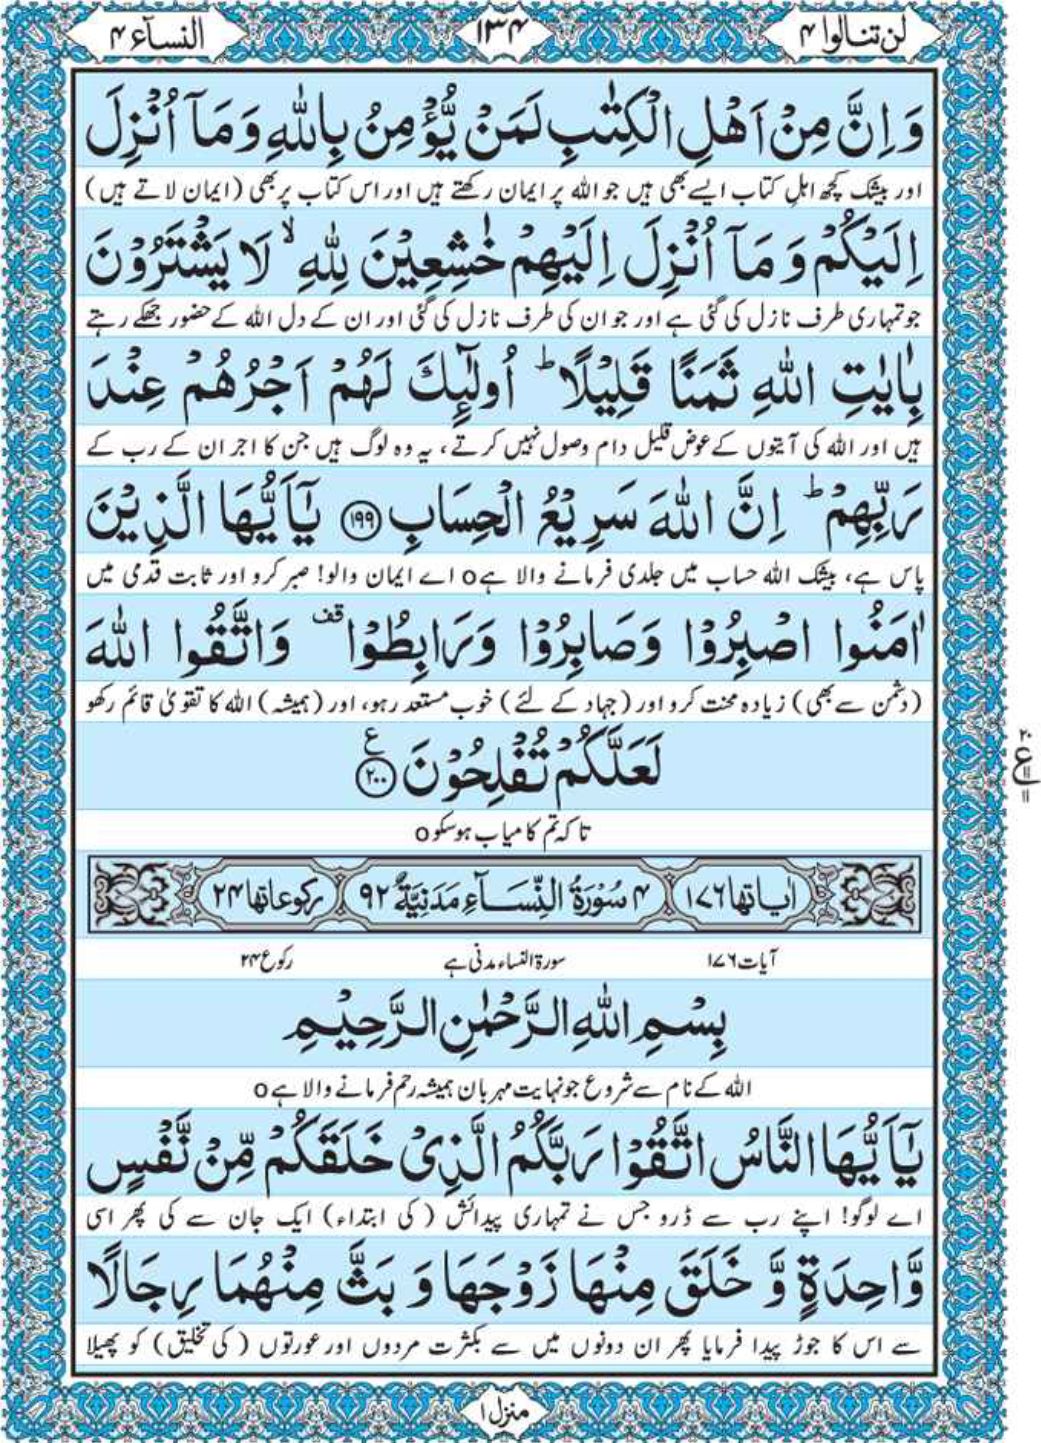 لن تنالوا ۴
۱۳۴
النسآء ۴
وَ اِنَّ مِنْ اَهْلِ الْكِتٰبِ لَمَنْ يُّؤْمِنُ بِاللّٰهِ وَ مَاۤ اُنْزِلَ
اور بیشک کچھ اہلِ کتاب ایسے بھی ہیں جو اللہ پر ایمان رکھتے ہیں اور اس کتاب پر بھی (ایمان لاتے ہیں)
اِلَيْكُمْ وَ مَاۤ اُنْزِلَ اِلَيْهِمْ خٰشِعِيْنَ لِلّٰهِ ۙ لَا يَشْتَرُوْنَ
جو تمہاری طرف نازل کی گئی ہے اور جو ان کی طرف نازل کی گئی اور ان کے دل اللہ کے حضور جھکے رہتے
بِاٰيٰتِ اللّٰهِ ثَمَنًا قَلِيْلًا ؕ اُولٰٓئِكَ لَهُمْ اَجْرُهُمْ عِنْدَ
ہیں اور اللہ کی آیتوں کے عوض قلیل دام وصول نہیں کرتے، یہ وہ لوگ ہیں جن کا اجر ان کے رب کے
رَبِّهِمْ ؕ اِنَّ اللّٰهَ سَرِيْعُ الْحِسَابِ ﴿۱۹۹﴾ يٰۤاَيُّهَا الَّذِيْنَ
پاس ہے، بیشک اللہ حساب میں جلدی فرمانے والا ہےo اے ایمان والو! صبر کرو اور ثابت قدمی میں
اٰمَنُوا اصْبِرُوْا وَ صَابِرُوْا وَ رَابِطُوْا ۫ وَ اتَّقُوا اللّٰهَ
(دشمن سے بھی) زیادہ محنت کرو اور (جہاد کے لئے) خوب مستعد رہو، اور (ہمیشہ) اللہ کا تقویٰ قائم رکھو
لَعَلَّكُمْ تُفْلِحُوْنَ ﴿۲۰۰﴾ ع
تاکہ تم کامیاب ہو سکوo
اٰیاتها ۱۷۶ ۴ سُوْرَةُ النِّسَآءِ مَدَنِيَّةٌ ۹۲ رکوعاتها ۲۴
آیات ۱۷۶ سورۃ النساء مدنی ہے رکوع ۲۴
بِسْمِ اللّٰهِ الرَّحْمٰنِ الرَّحِيْمِ
اللہ کے نام سے شروع جو نہایت مہربان ہمیشہ رحم فرمانے والا ہےo
يٰۤاَيُّهَا النَّاسُ اتَّقُوْا رَبَّكُمُ الَّذِيْ خَلَقَكُمْ مِّنْ نَّفْسٍ
اے لوگو! اپنے رب سے ڈرو جس نے تمہاری پیدائش (کی ابتداء) ایک جان سے کی پھر اسی
وَّاحِدَةٍ وَّ خَلَقَ مِنْهَا زَوْجَهَا وَ بَثَّ مِنْهُمَا رِجَالًا
سے اس کا جوڑ پیدا فرمایا پھر ان دونوں میں سے بکثرت مردوں اور عورتوں (کی تخلیق) کو پھیلا
منزل ۱